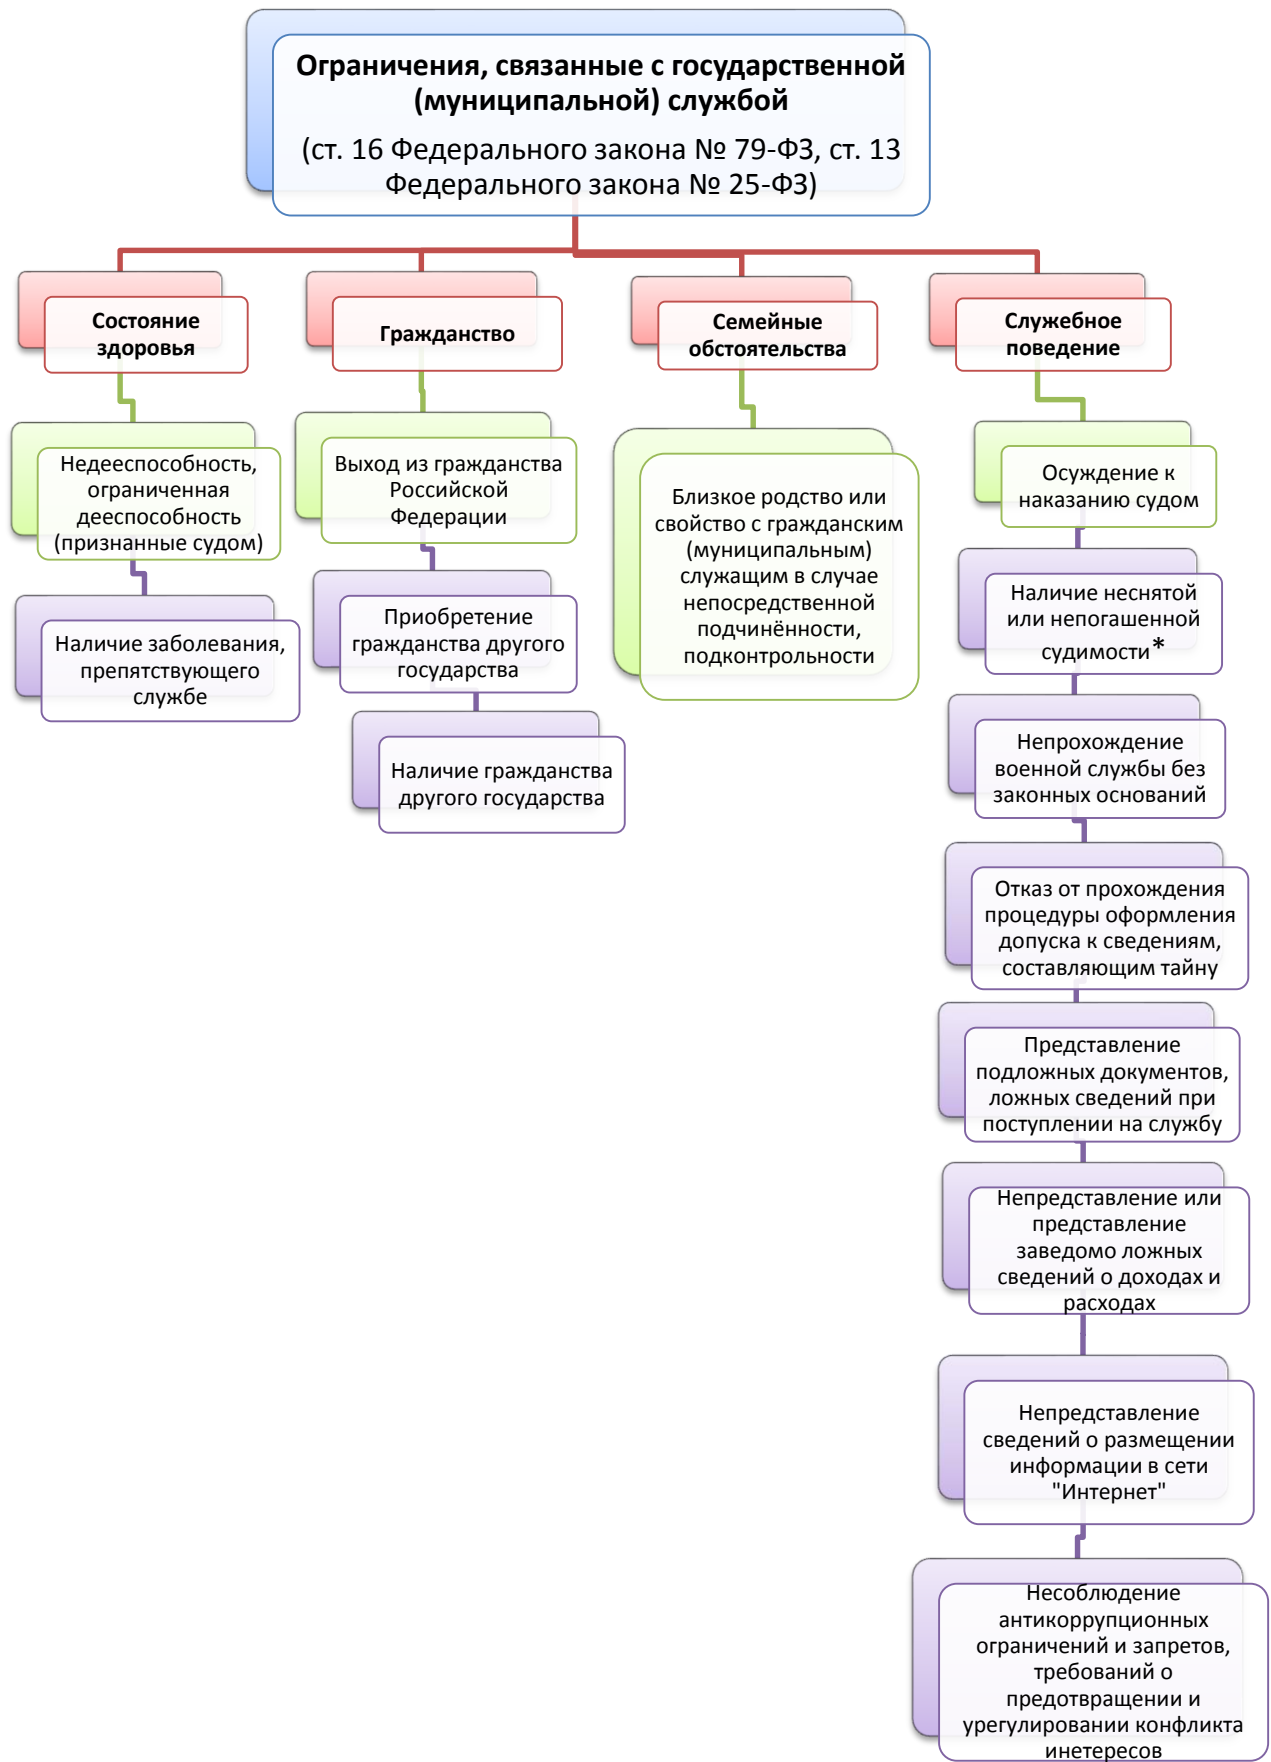 Ограничения, связанные с государственной
(муниципальной) службой
(ст. 16 Федерального закона № 79-ФЗ, ст. 13
Федерального закона № 25-ФЗ)
Состояние
здоровья
Недееспособность,
ограниченная
дееспособность
(признанные судом)
Наличие заболевания,
препятствующего
службе
Гражданство
Выход из гражданства
Российской
Федерации
Приобретение
гражданства другого
государства
Наличие гражданства
другого государства
Семейные
обстоятельства
Близкое родство или
свойство с гражданским
(муниципальным)
служащим в случае
непосредственной
подчинённости,
подконтрольности
Служебное
поведение
Осуждение к
наказанию судом
Наличие неснятой
или непогашенной
судимости*
Непрохождение
военной службы без
законных оснований
Отказ от прохождения
процедуры оформления
допуска к сведениям,
составляющим тайну
Представление
подложных документов,
ложных сведений при
поступлении на службу
Непредставление или
представление
заведомо ложных
сведений о доходах и
расходах
Непредставление
сведений о размещении
информации в сети
"Интернет"
Несоблюдение
антикоррупционных
ограничений и запретов,
требований о
предотвращении и
урегулировании конфликта
инетересов